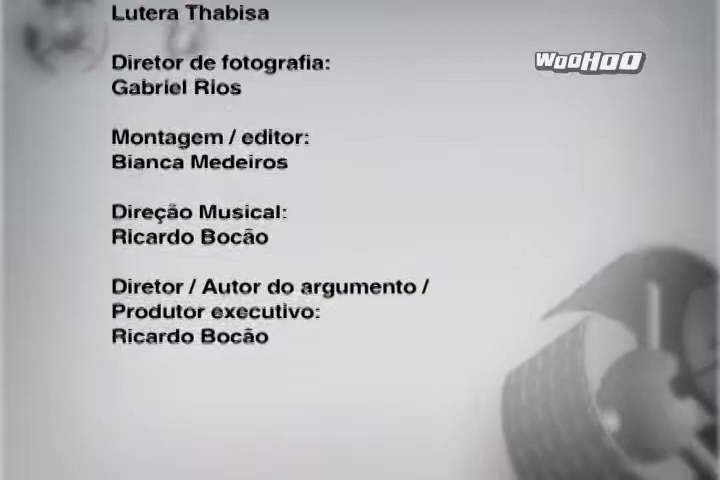 Lutera Thabisa
Diretor de fotografia:
Gabriel Rios
WOOHOO
Montagem / editor:
Bianca Medeiros
Direção Musical:
Ricardo Bocão
Diretor / Autor do argumento /
Produtor executivo:
Ricardo Bocão